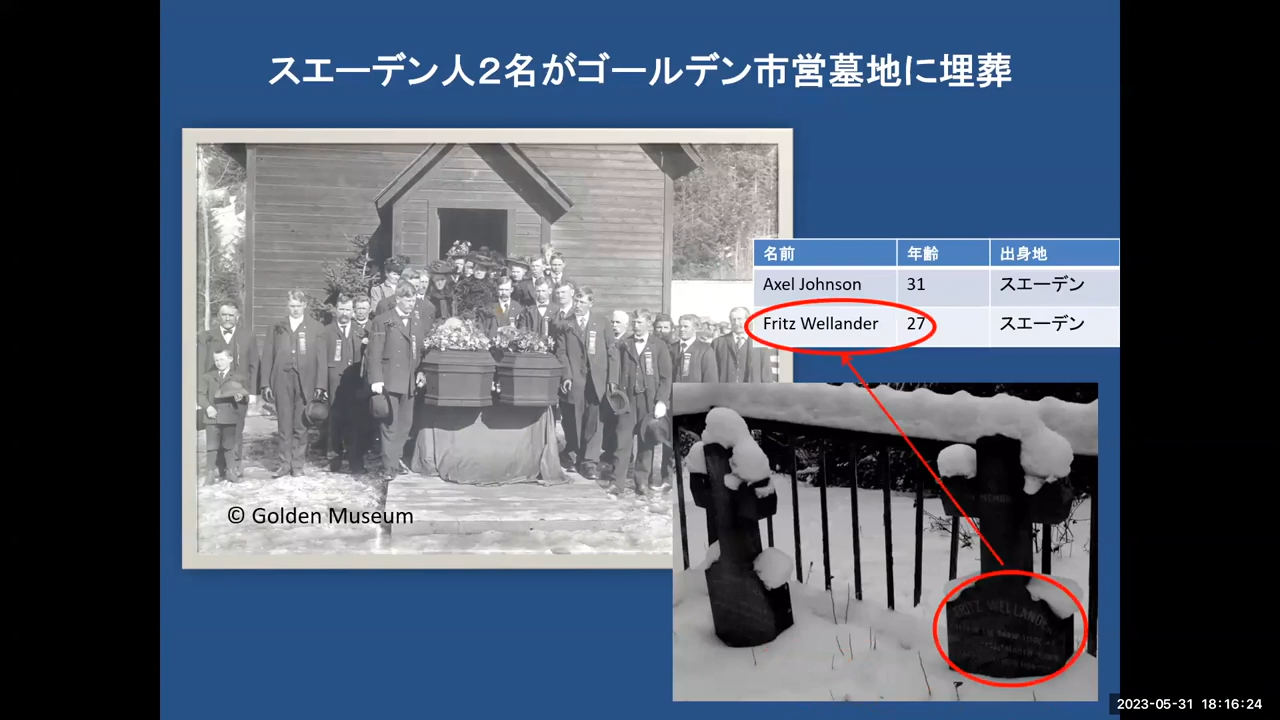 スエーデン人２名がゴールデン市営墓地に埋葬
名前 年齢 出身地
Axel Johnson 31 スエーデン
Fritz Wellander 27 スエーデン
© Golden Museum
FRITZ WELLANDER
2023-05-31 18:16:24